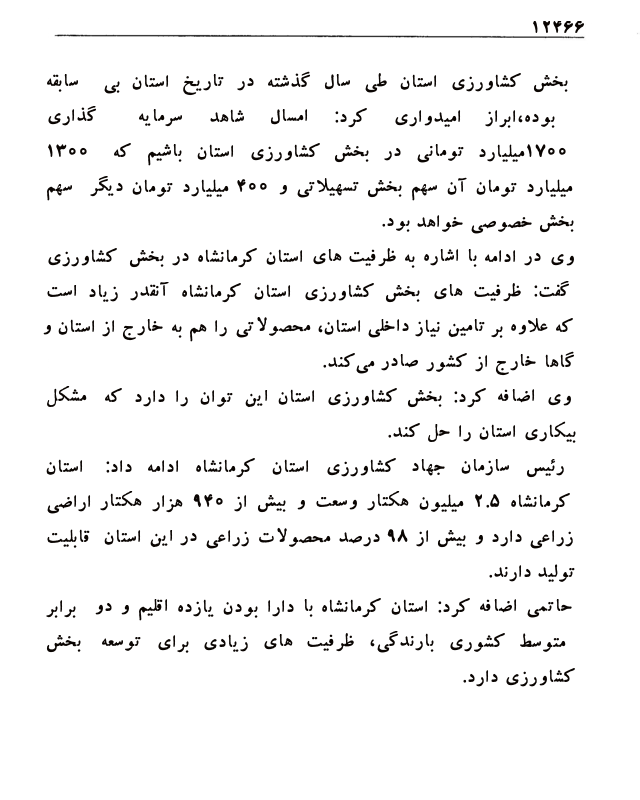 ۱۲۴۶۶
بخش کشاورزی استان طی سال گذشته در تاریخ استان بی سابقه
بوده،ابراز امیدواری کرد: امسال شاهد سرمایه گذاری
۱۷۰۰میلیارد تومانی در بخش کشاورزی استان باشیم که ۱۳۰۰
میلیارد تومان آن سهم بخش تسهیلاتی و ۴۰۰ میلیارد تومان دیگر سهم
بخش خصوصی خواهد بود.
وی در ادامه با اشاره به ظرفیت های استان کرمانشاه در بخش کشاورزی
گفت: ظرفیت های بخش کشاورزی استان کرمانشاه آنقدر زیاد است
که علاوه بر تامین نیاز داخلی استان، محصولاتی را هم به خارج از استان و
گاها خارج از کشور صادر می‌کند.
وی اضافه کرد: بخش کشاورزی استان این توان را دارد که مشکل
بیکاری استان را حل کند.
رئیس سازمان جهاد کشاورزی استان کرمانشاه ادامه داد: استان
کرمانشاه ۲.۵ میلیون هکتار وسعت و بیش از ۹۴۰ هزار هکتار اراضی
زراعی دارد و بیش از ۹۸ درصد محصولات زراعی در این استان قابلیت
تولید دارند.
حاتمی اضافه کرد: استان کرمانشاه با دارا بودن یازده اقلیم و دو برابر
متوسط کشوری بارندگی، ظرفیت های زیادی برای توسعه بخش
کشاورزی دارد.